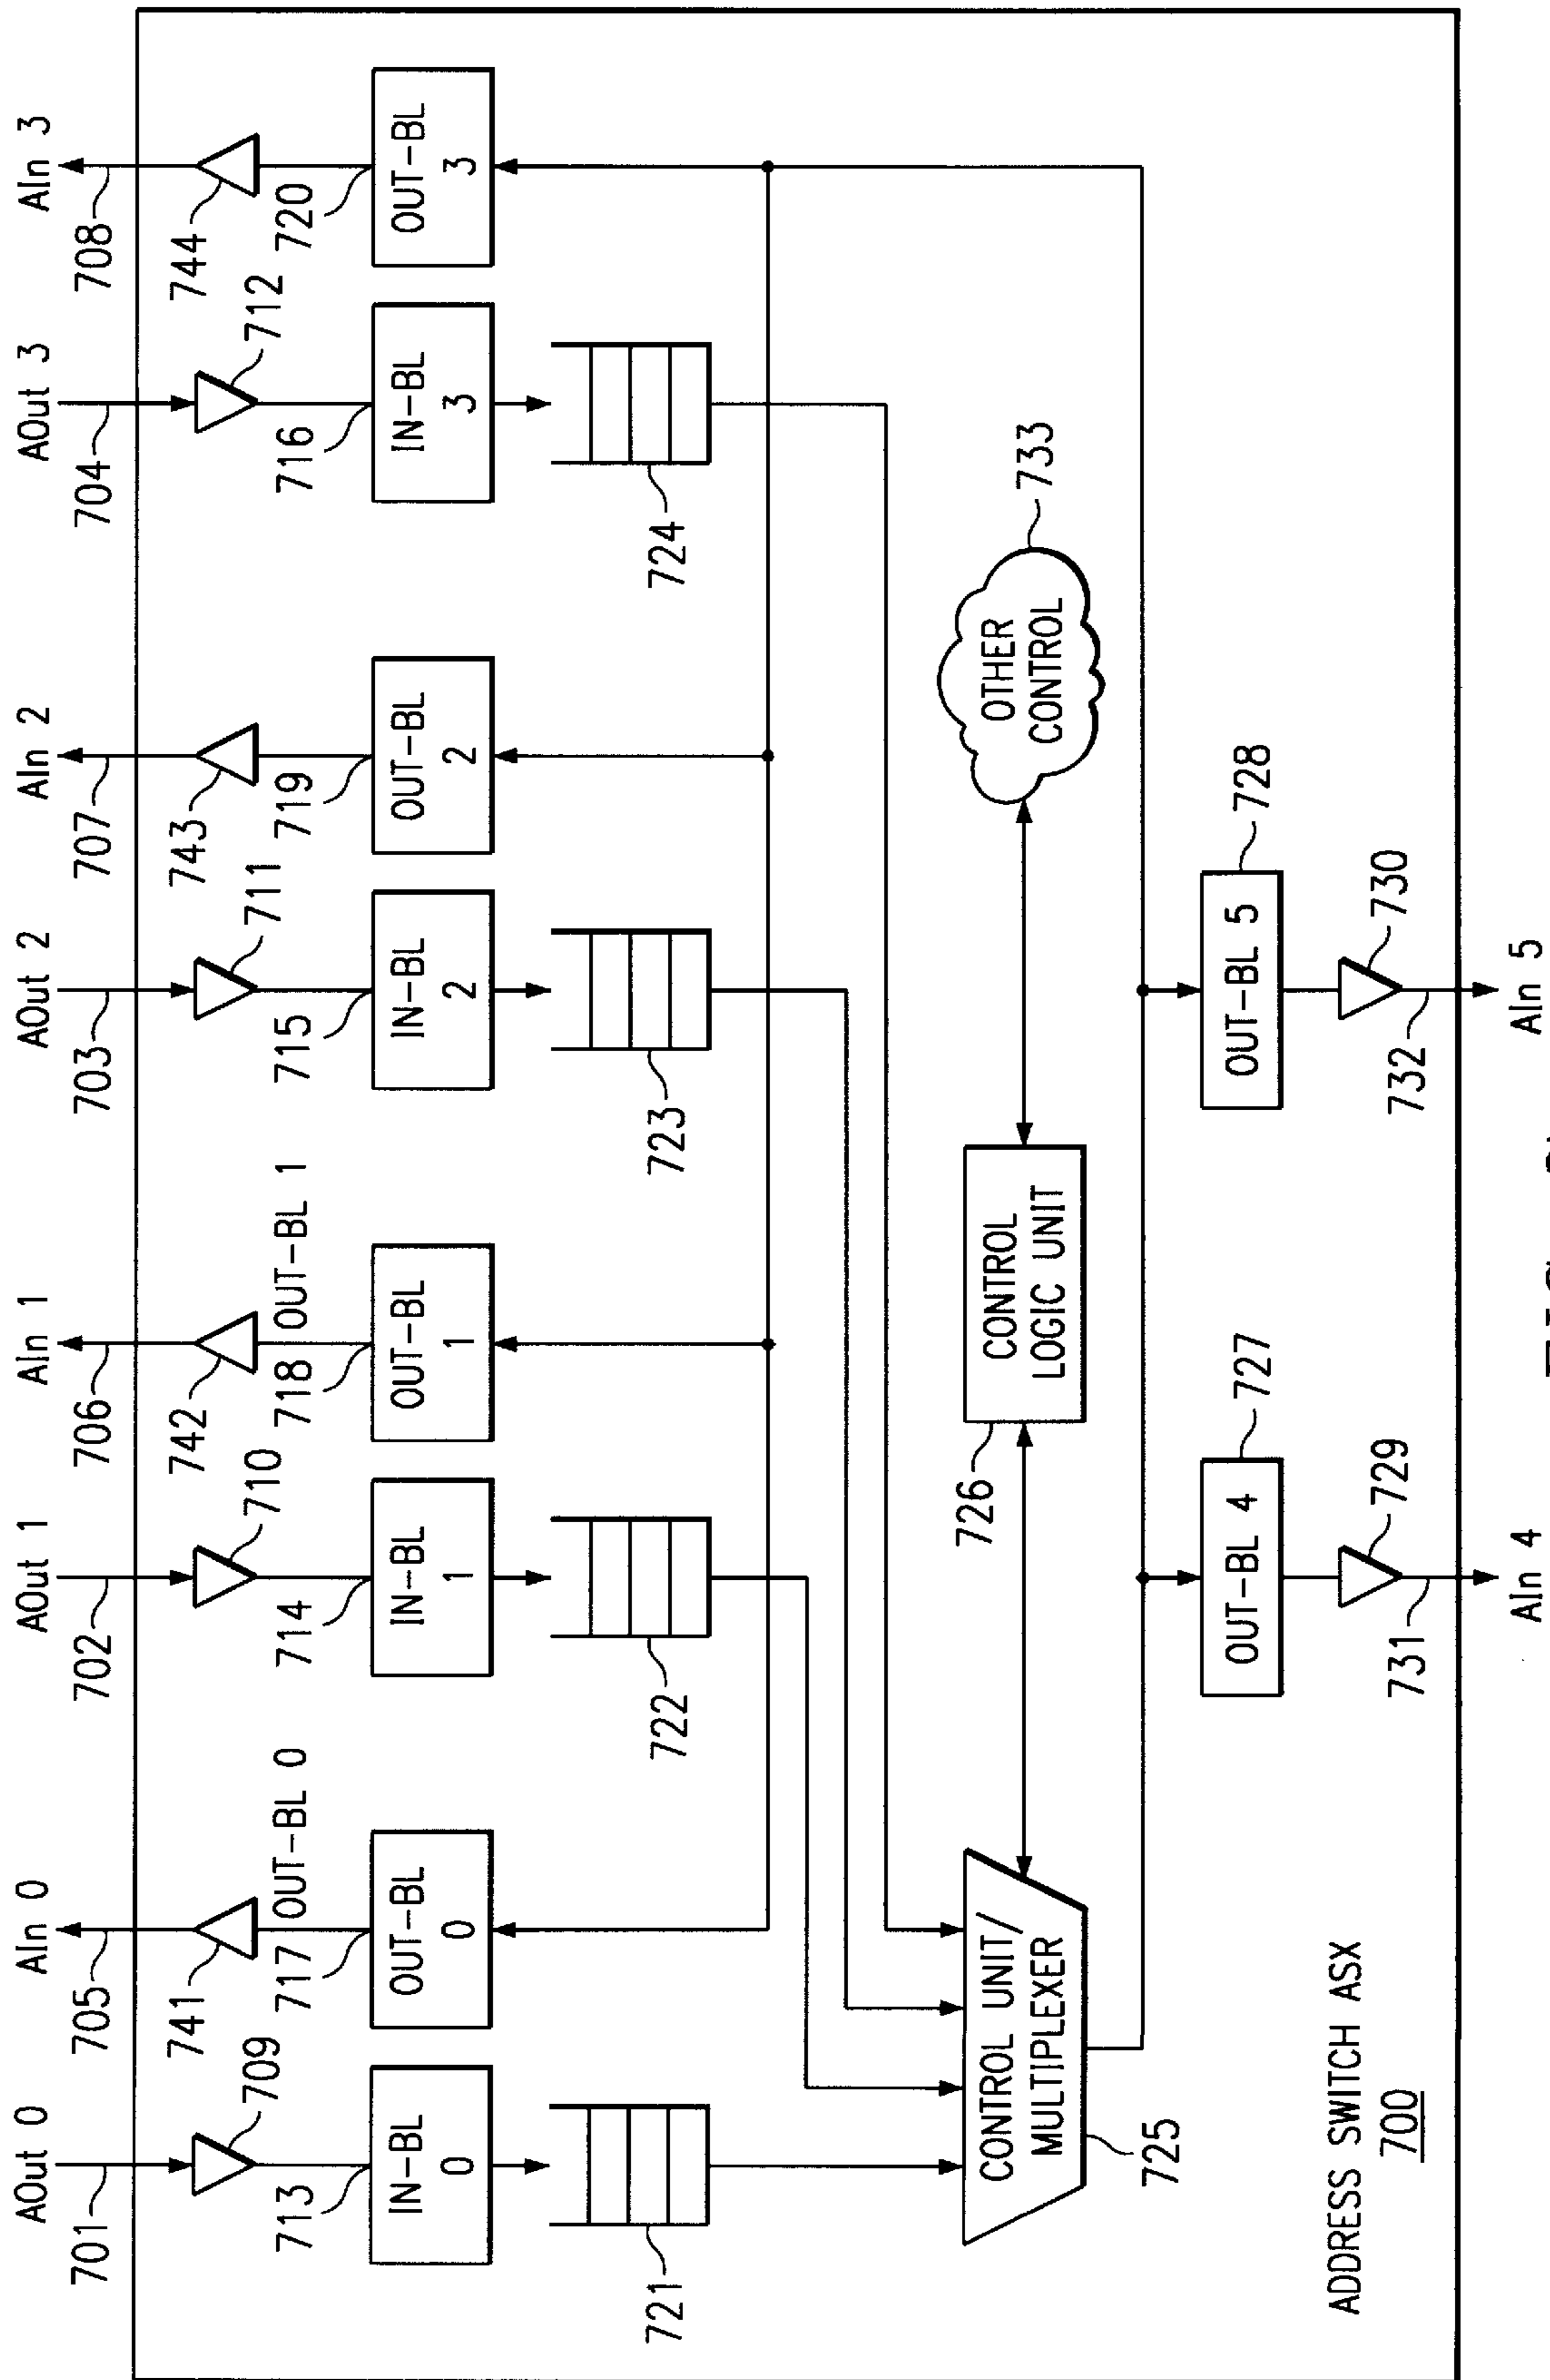 AOut 0
AIn 0
AOut 1
AIn 1
AOut 2
AIn 2
AOut 3
AIn 3
701
705
702
706
703
707
704
708
709
741
710
742
711
743
712
744
713
717
OUT-BL 0
714
718
OUT-BL 1
715
719
716
720
IN-BL
0
OUT-BL
0
IN-BL
1
OUT-BL
1
IN-BL
2
OUT-BL
2
IN-BL
3
OUT-BL
3
721
722
723
724
CONTROL UNIT/
MULTIPLEXER
725
726
CONTROL
LOGIC UNIT
OTHER
CONTROL
733
OUT-BL 4
727
OUT-BL 5
728
729
730
731
732
ADDRESS SWITCH ASX
700
AIn 4
AIn 5